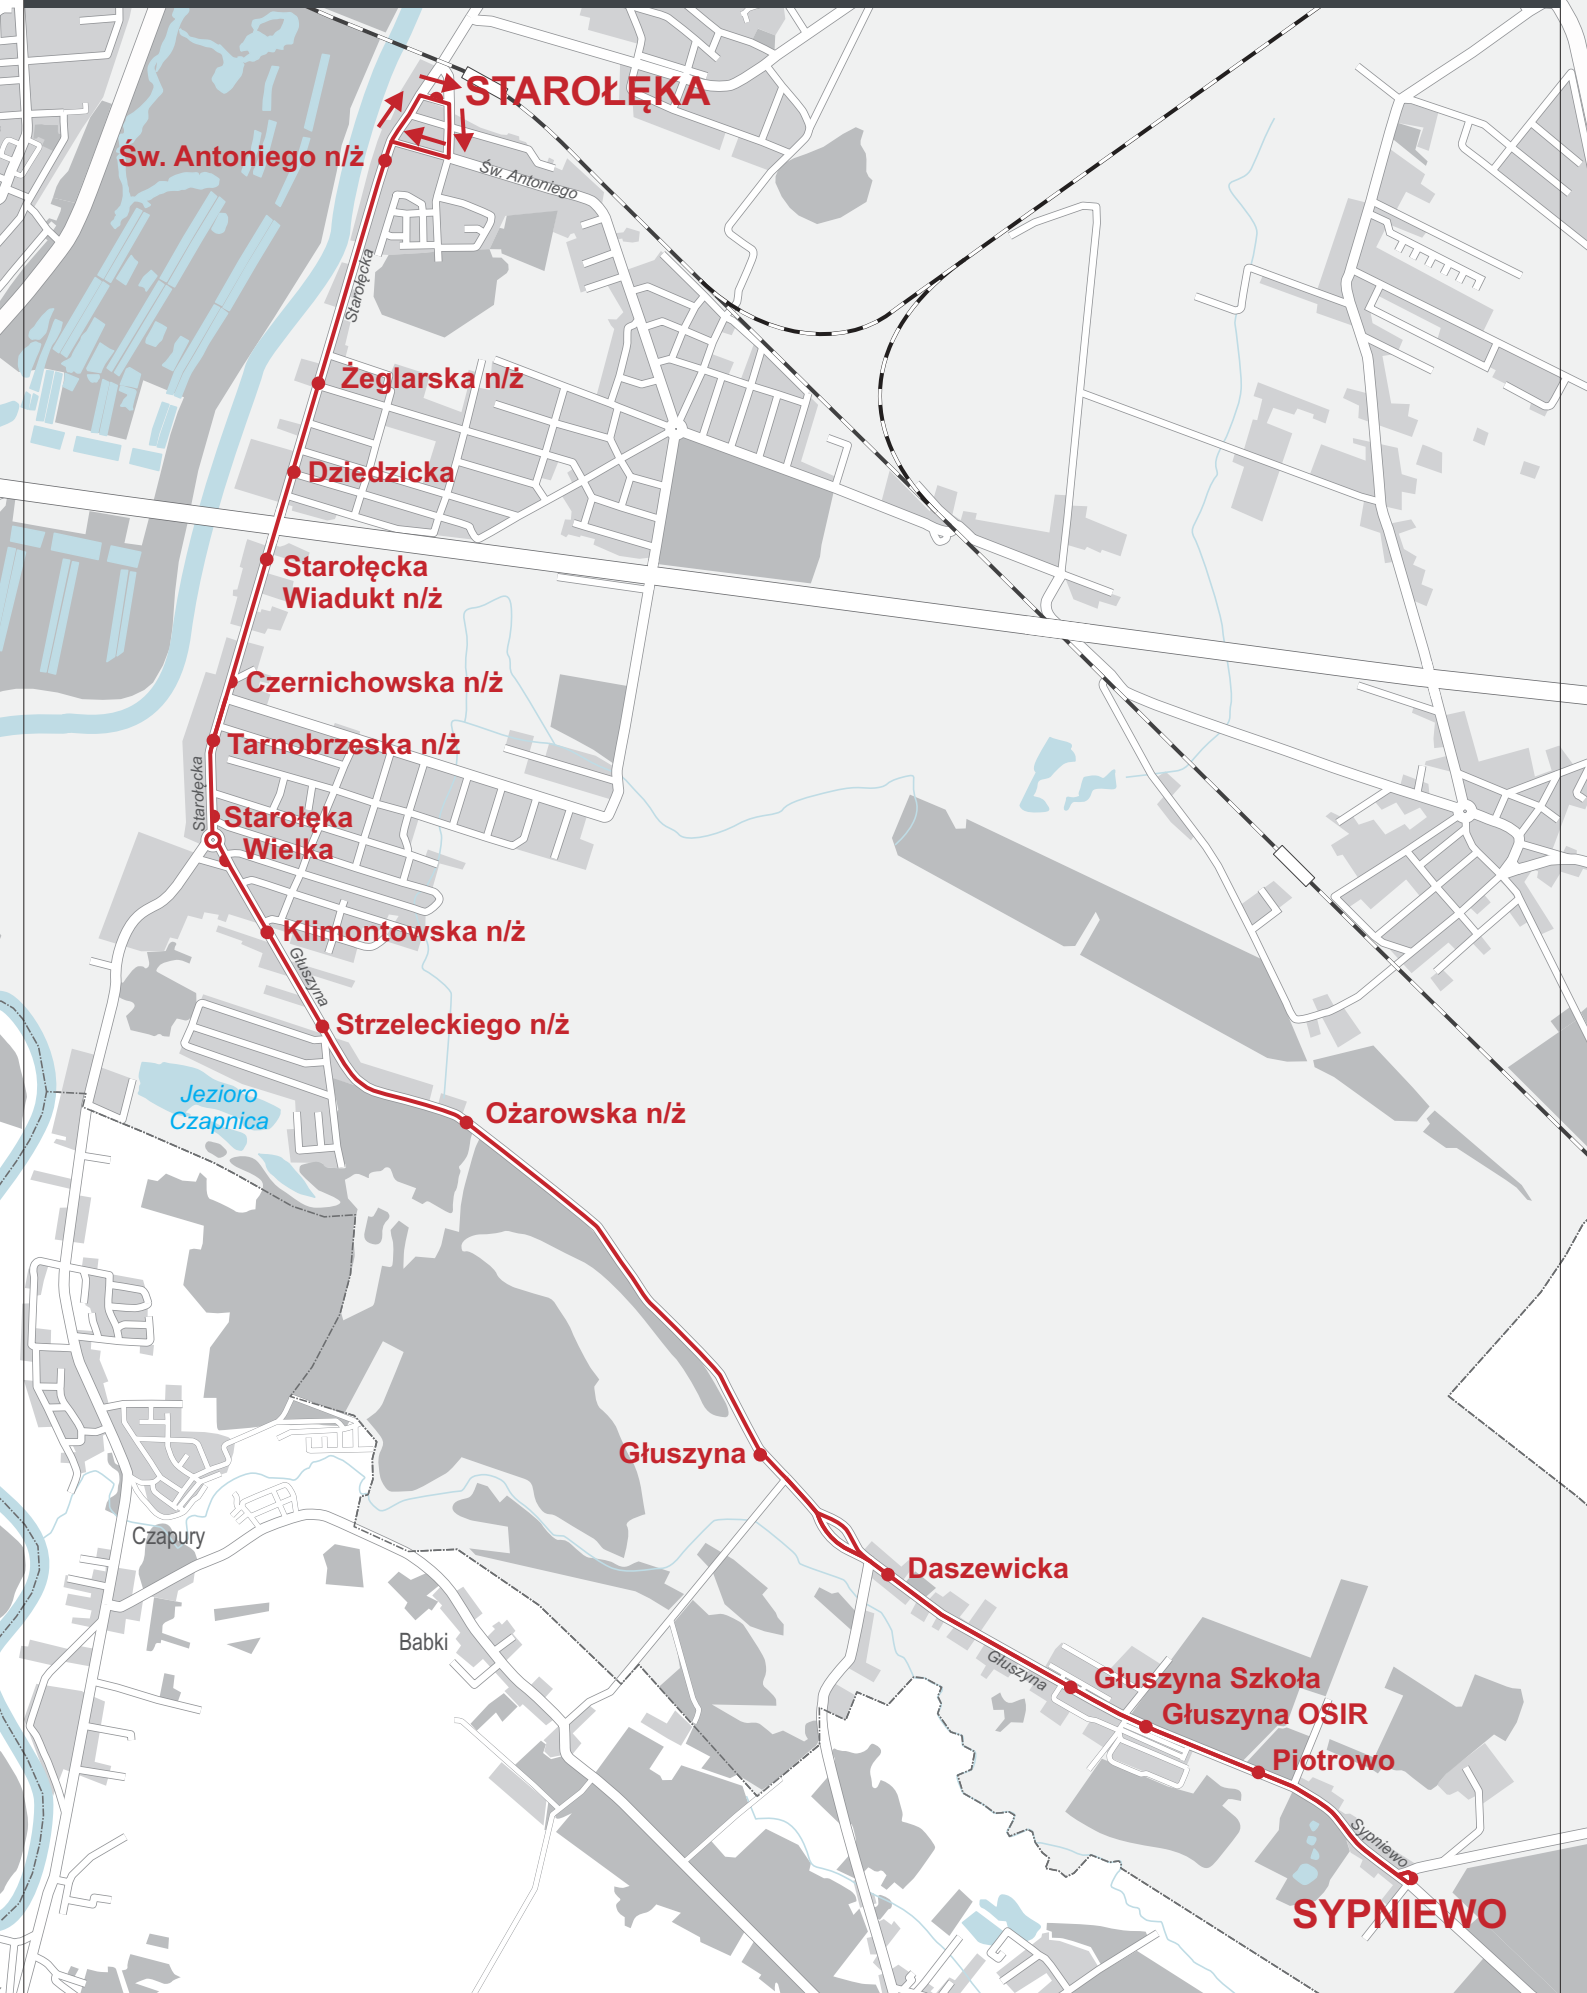 STAROŁĘKA
Św. Antoniego n/ż
Św. Antoniego
Starołęcka
Żeglarska n/ż
Dziedzicka
Starołęcka
Wiadukt n/ż
Czernichowska n/ż
Tarnobrzeska n/ż
Starołęcka
Starołęka
Wielka
Klimontowska n/ż
Głuszyna
Strzeleckiego n/ż
Jezioro
Czapnica
Ożarowska n/ż
Głuszyna
Czapury
Daszewicka
Babki
Głuszyna
Głuszyna Szkoła
Głuszyna OSIR
Piotrowo
Sypniewo
SYPNIEWO